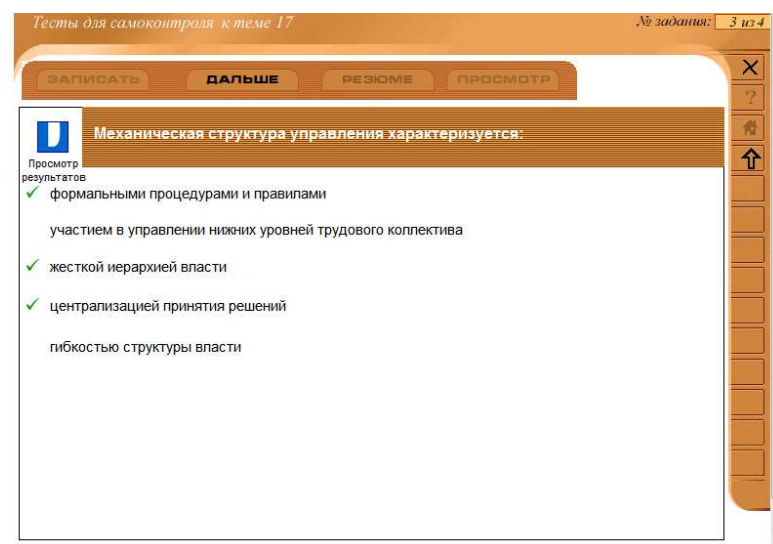 Тесты для самоконтроля к теме 17
№ задания: 3 из 4
ЗАПИСАТЬ ДАЛЬШЕ РЕЗЮМЕ ПРОСМОТР
?
Механическая структура управления характеризуется:
Просмотр
результатов
формальными процедурами и правилами
участием в управлении нижних уровней трудового коллектива
жесткой иерархией власти
централизацией принятия решений
гибкостью структуры власти